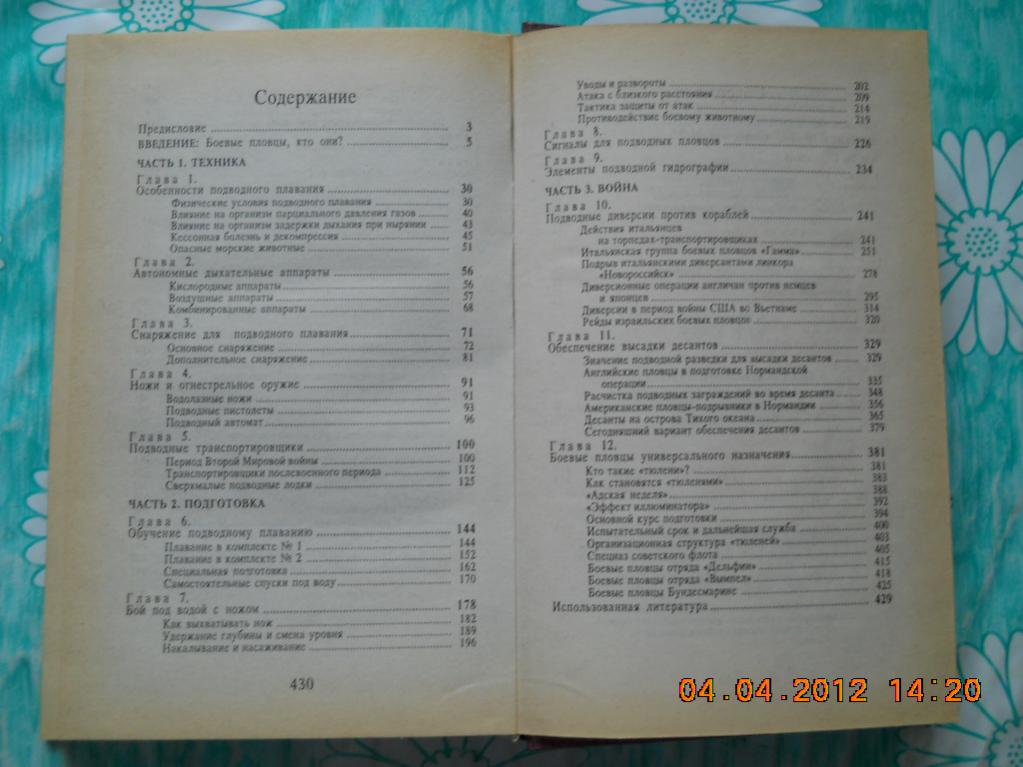 Содержание
Предисловие 3
ВВЕДЕНИЕ: Боевые пловцы, кто они? 5
ЧАСТЬ 1. ТЕХНИКА
Глава 1.
Особенности подводного плавания 30
Физические условия подводного плавания 30
Влияние на организм парциального давления газов 40
Влияние на организм задержки дыхания при нырянии 43
Кессонная болезнь и декомпрессия 45
Опасные морские животные 51
Глава 2.
Автономные дыхательные аппараты 56
Кислородные аппараты 56
Воздушные аппараты 57
Комбинированные аппараты 68
Глава 3.
Снаряжение для подводного плавания 71
Основное снаряжение 72
Дополнительное снаряжение 81
Глава 4.
Ножи и огнестрельное оружие 91
Водолазные ножи 91
Подводные пистолеты 93
Подводный автомат 96
Глава 5.
Подводные транспортировщики 100
Период Второй Мировой войны 100
Транспортировщики послевоенного периода 112
Сверхмалые подводные лодки 125
ЧАСТЬ 2. ПОДГОТОВКА
Глава 6.
Обучение подводному плаванию 144
Плавание в комплекте № 1 144
Плавание в комплекте № 2 152
Специальная подготовка 162
Самостоятельные спуски под воду 170
Глава 7.
Бой под водой с ножом 178
Как выхватывать нож 182
Удержание глубины и смена уровня 189
Накалывание и насаживание 196
430
Уводы и развороты 202
Атака с близкого расстояния 209
Тактика защиты от атак 214
Противодействие боевому животному 219
Глава 8.
Сигналы для подводных пловцов 226
Глава 9.
Элементы подводной гидрографии 234
ЧАСТЬ 3. ВОЙНА
Глава 10.
Подводные диверсии против кораблей 241
Действия итальянцев
на торпедах-транспортировщиках 241
Итальянская группа боевых пловцов «Гамма» 251
Подрыв итальянскими диверсантами линкора
«Новороссийск» 278
Диверсионные операции англичан против немцев
и японцев 295
Диверсии в период войны США во Вьетнаме 314
Рейды израильских боевых пловцов 320
Глава 11.
Обеспечение высадки десантов 329
Значение подводной разведки для высадки десантов 329
Английские пловцы в подготовке Нормандской
операции 335
Расчистка подводных заграждений во время десанта 348
Американские пловцы-подрывники в Нормандии 356
Десанты на острова Тихого океана 365
Сегодняшний вариант обеспечения десантов 379
Глава 12.
Боевые пловцы универсального назначения 381
Кто такие «тюлени»? 381
Как становятся «тюленями» 383
«Адская неделя» 388
«Эффект иллюминатора» 392
Основной курс подготовки 394
Испытательный срок и дальнейшая служба 400
Организационная структура «тюленей» 403
Спецназ советского флота 405
Боевые пловцы отряда «Дельфин» 415
Боевые пловцы отряда «Вымпел» 418
Боевые пловцы Бундесмарине 425
Использованная литература 429
04.04.2012 14:20